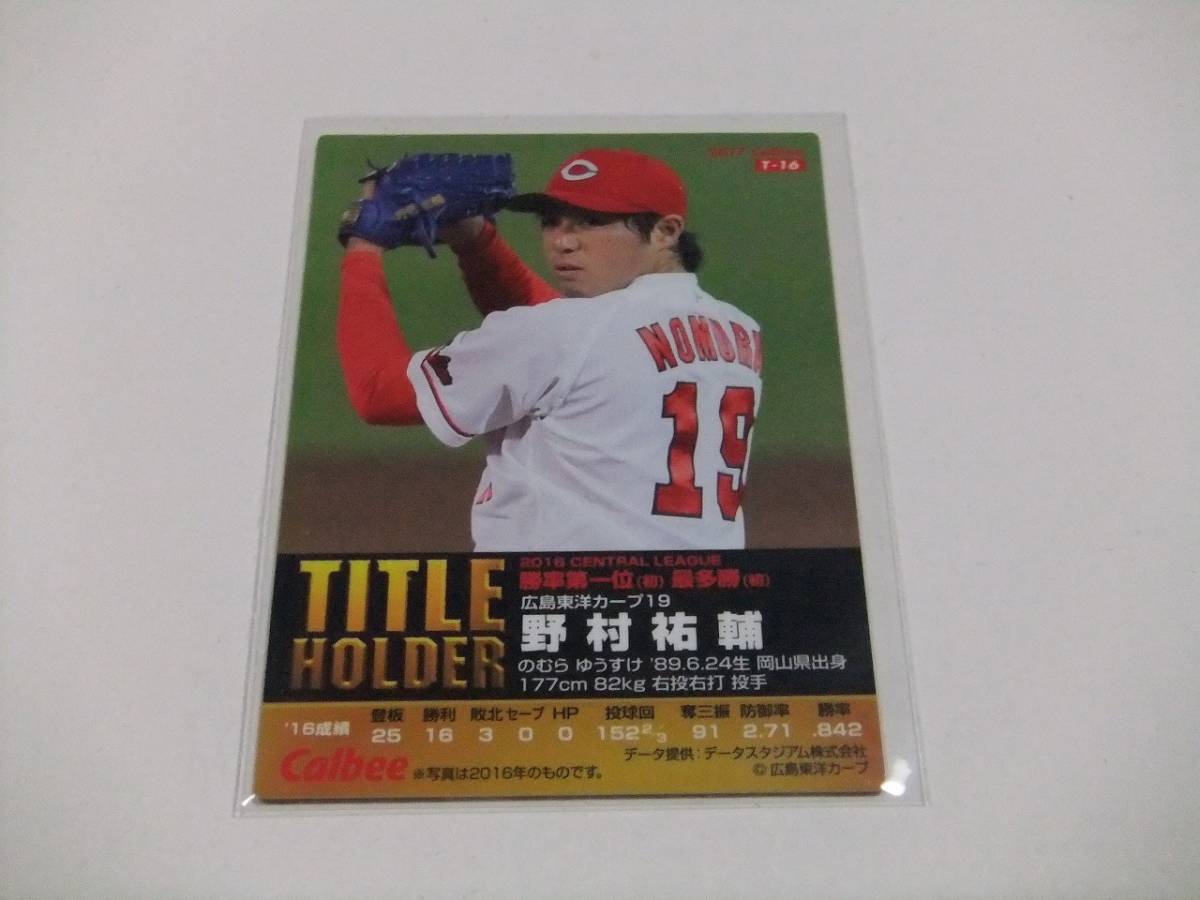 2017 Calbee
T-16
C
NOMURA
19
TITLE
HOLDER
2016 CENTRAL LEAGUE
勝率第一位(初) 最多勝(初)
広島東洋カープ19
野村祐輔
のむら ゆうすけ '89.6.24生 岡山県出身
177cm 82kg 右投右打 投手
'16成績 登板 勝利 敗北 セーブ HP 投球回 奪三振 防御率 勝率
25 16 3 0 0 152 2/3 91 2.71 .842
データ提供:データスタジアム株式会社
Calbee ※写真は2016年のものです。 © 広島東洋カープ